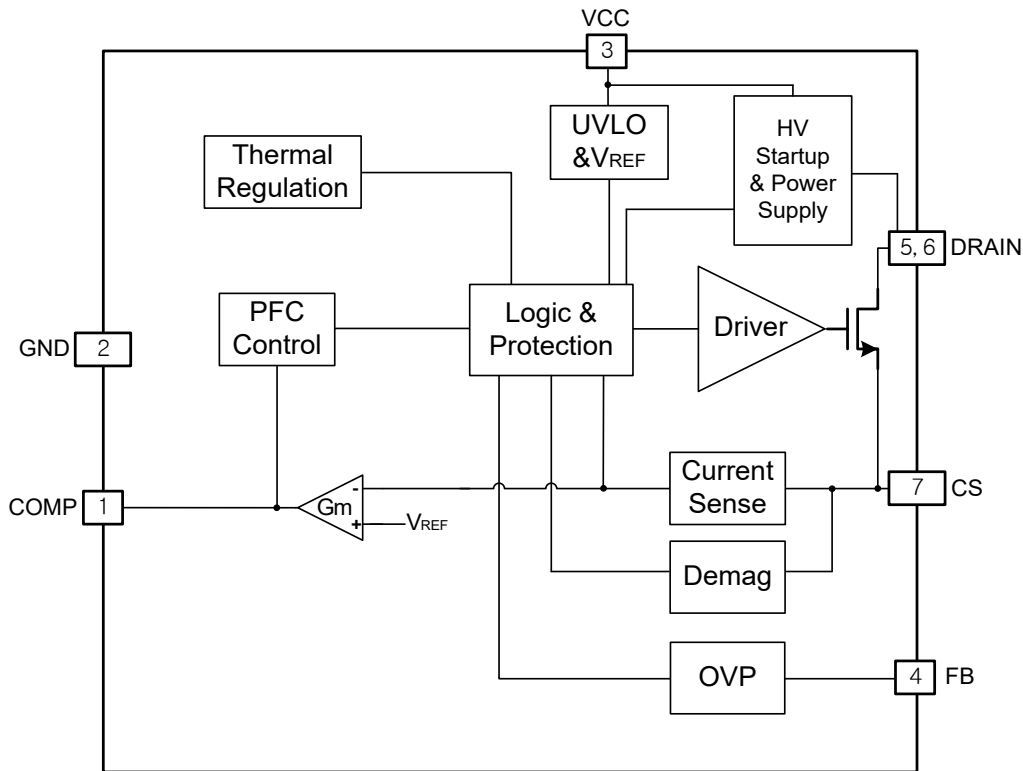 VCC
3
UVLO
&VREF
HV
Startup
& Power
Supply
Thermal
Regulation
5, 6
DRAIN
PFC
Control
Logic &
Protection
Driver
GND
2
COMP
1
-
Gm
+
VREF
Current
Sense
7
CS
Demag
OVP
4
FB